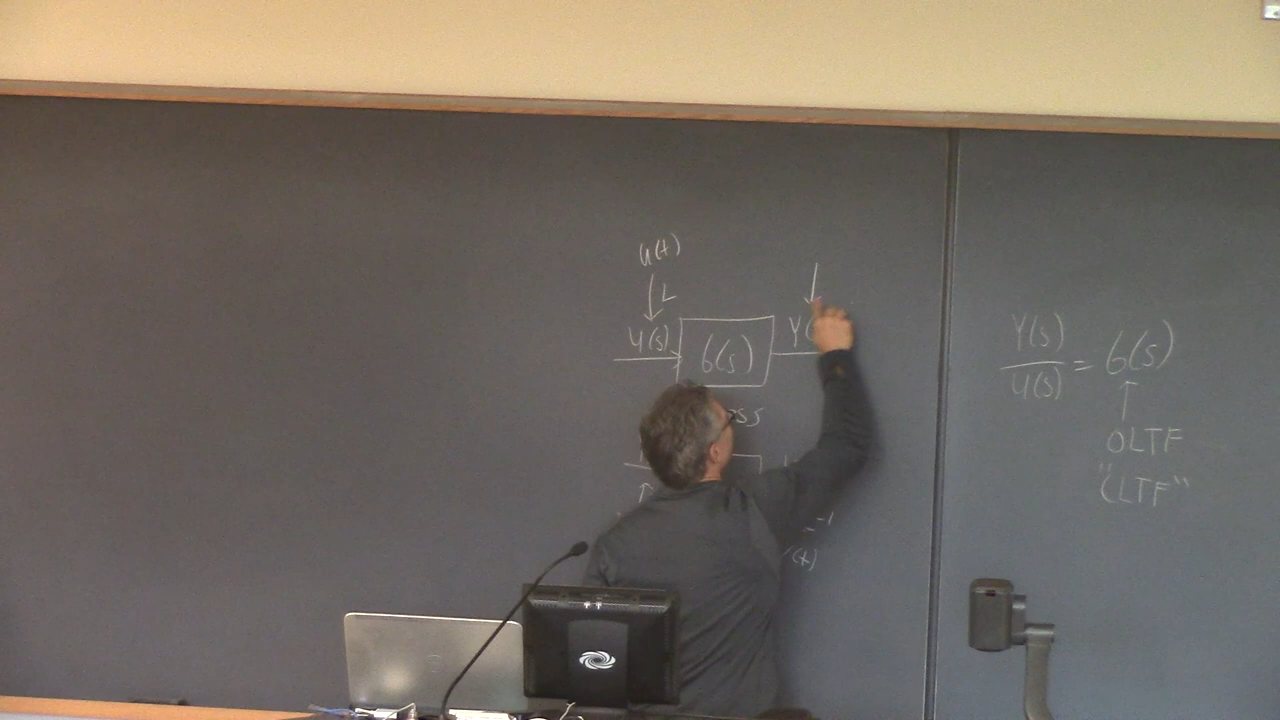 u(t)
L
U(s) G(s) Y(
Y(s)
U(s) = G(s)
OLTF
"CLTF"